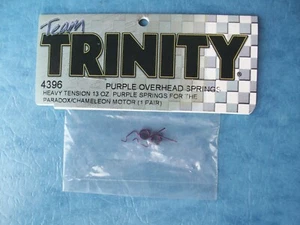 Team
TRINITY
4396 PURPLE OVERHEAD SPRINGS
HEAVY TENSION 13 OZ. PURPLE SPRINGS FOR THE
PARADOX/CHAMELEON MOTOR (1 PAIR)